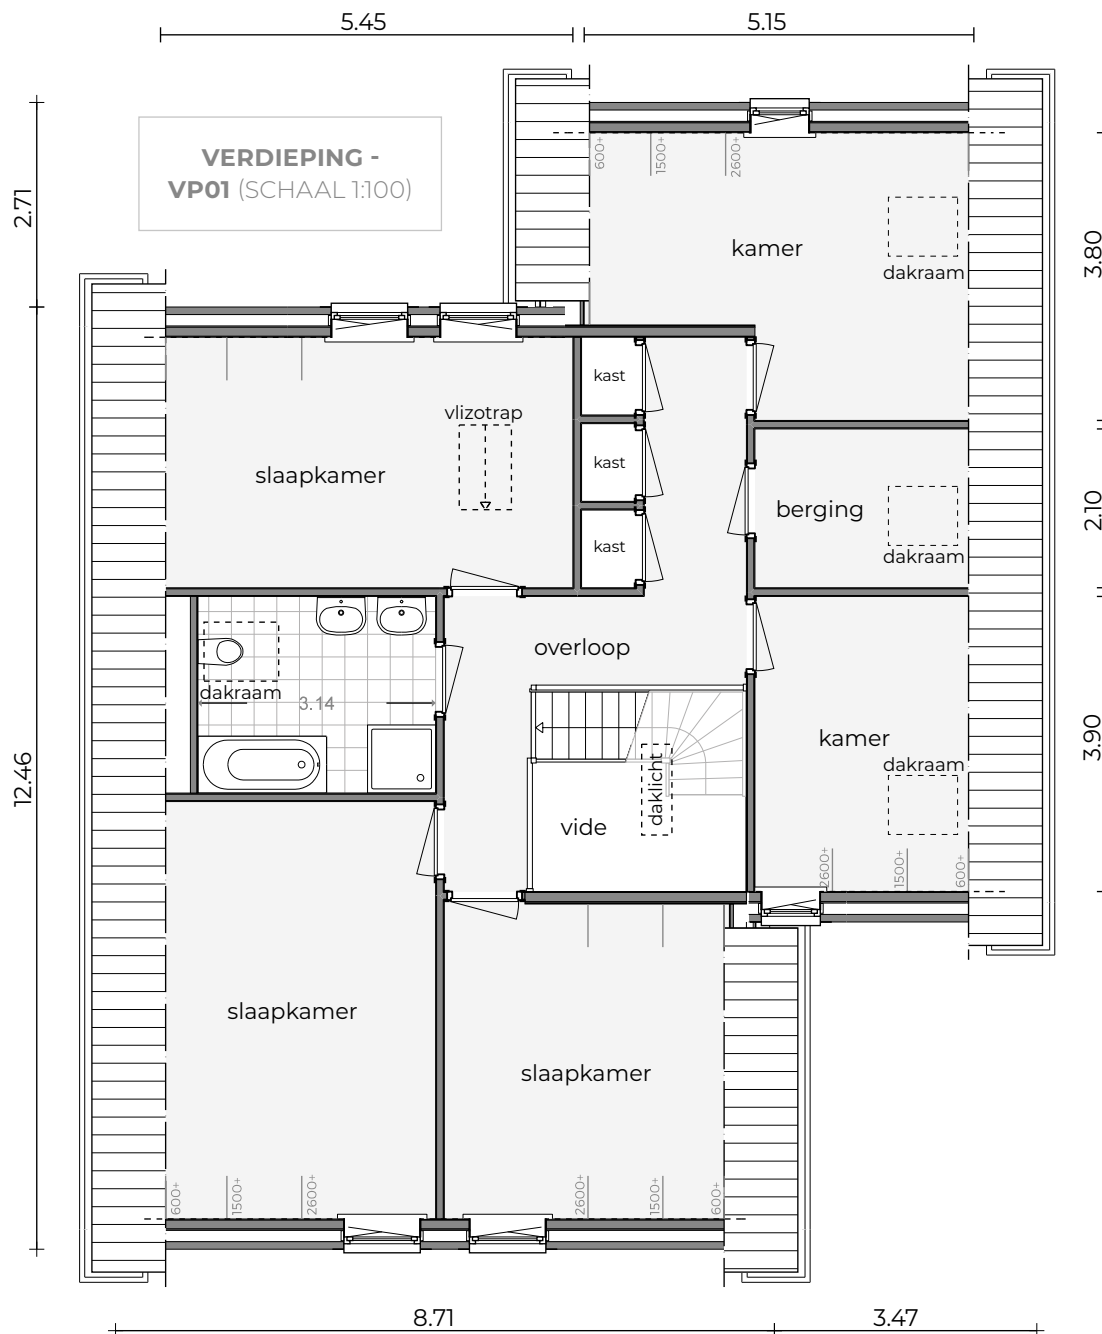 5.45
5.15
VERDIEPING -
VP01 (SCHAAL 1:100)
600+
1500+
2600+
2.71
kamer
3.80
dakraam
kast
vlizotrap
kast
slaapkamer
berging
2.10
kast
dakraam
overloop
dakraam
3.14
kamer
3.90
dakraam
12.46
daklicht
vide
2600+
1500+
600+
slaapkamer
slaapkamer
600+
1500+
2600+
2600+
1500+
600+
8.71
3.47